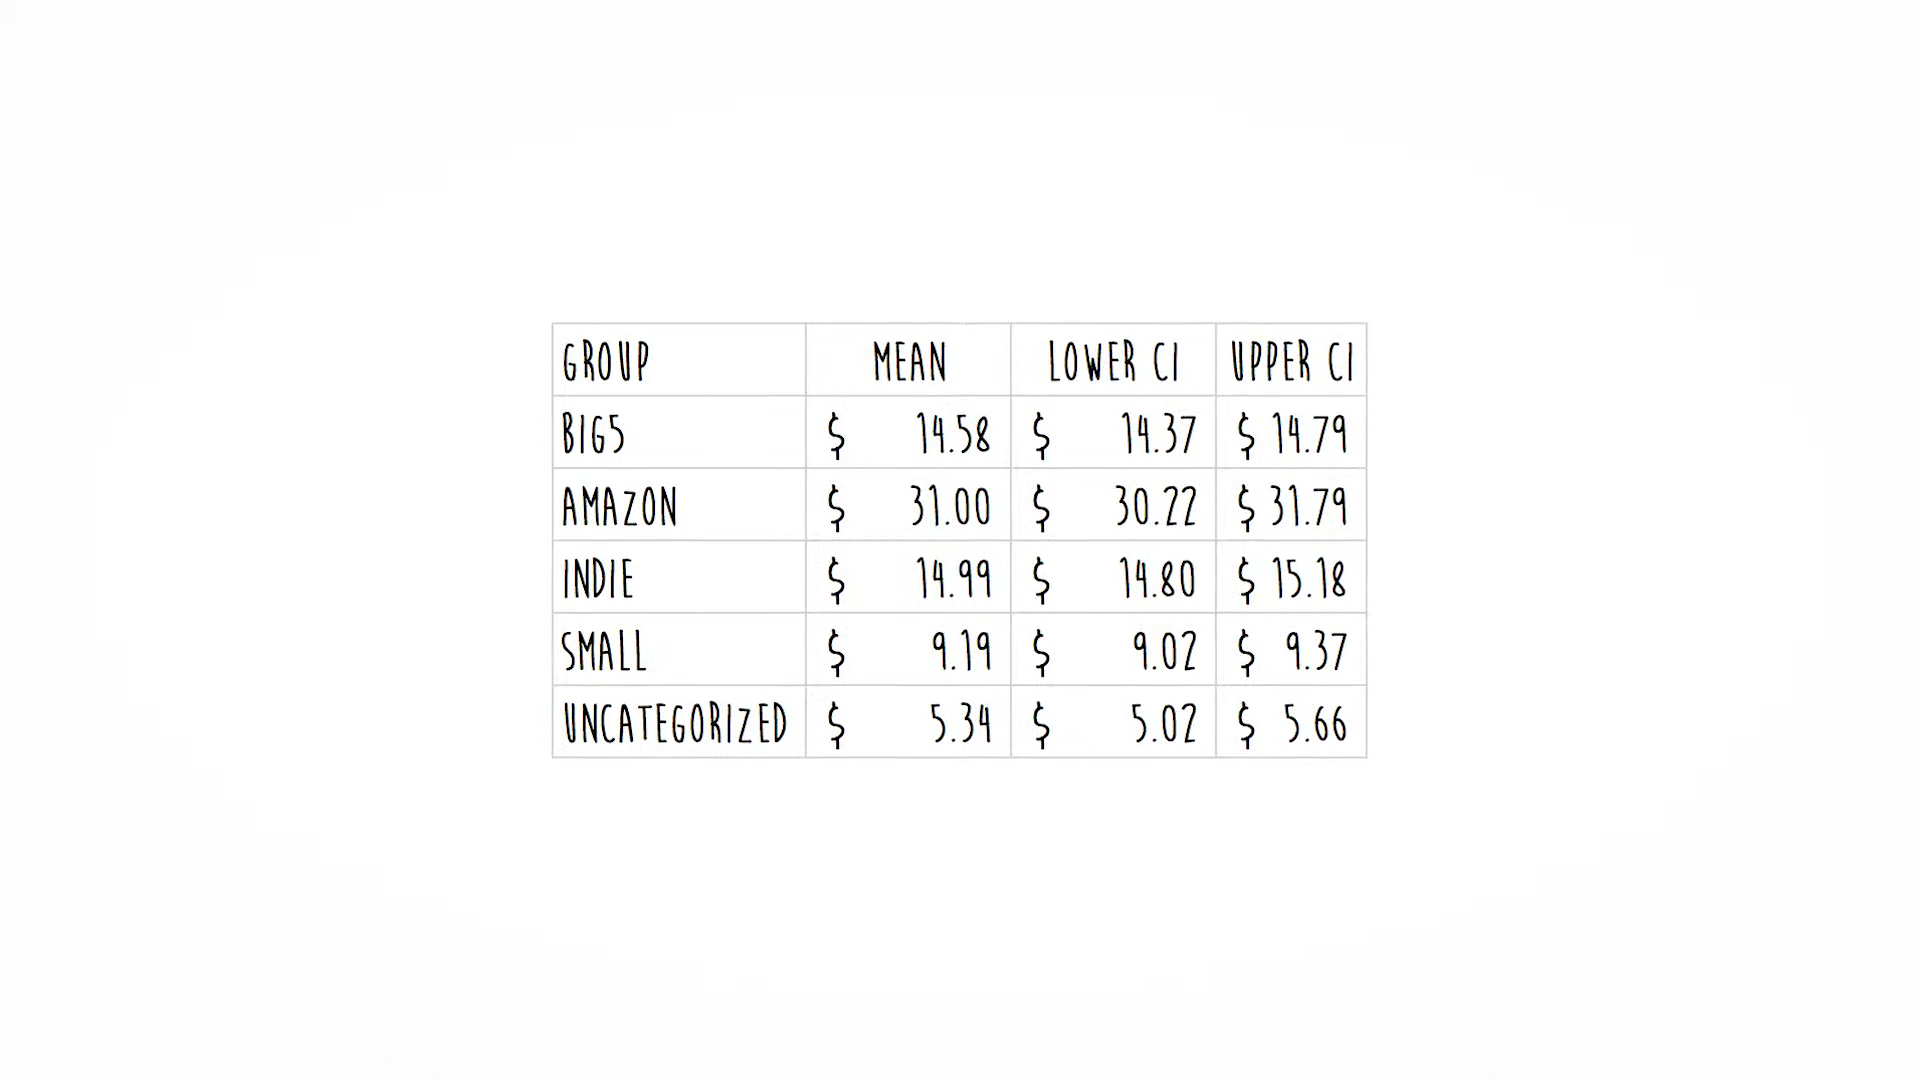 GROUP MEAN LOWER CI UPPER CI
BIG5 $ 14.58 $ 14.37 $ 14.79
AMAZON $ 31.00 $ 30.22 $ 31.79
INDIE $ 14.99 $ 14.80 $ 15.18
SMALL $ 9.19 $ 9.02 $ 9.37
UNCATEGORIZED $ 5.34 $ 5.02 $ 5.66